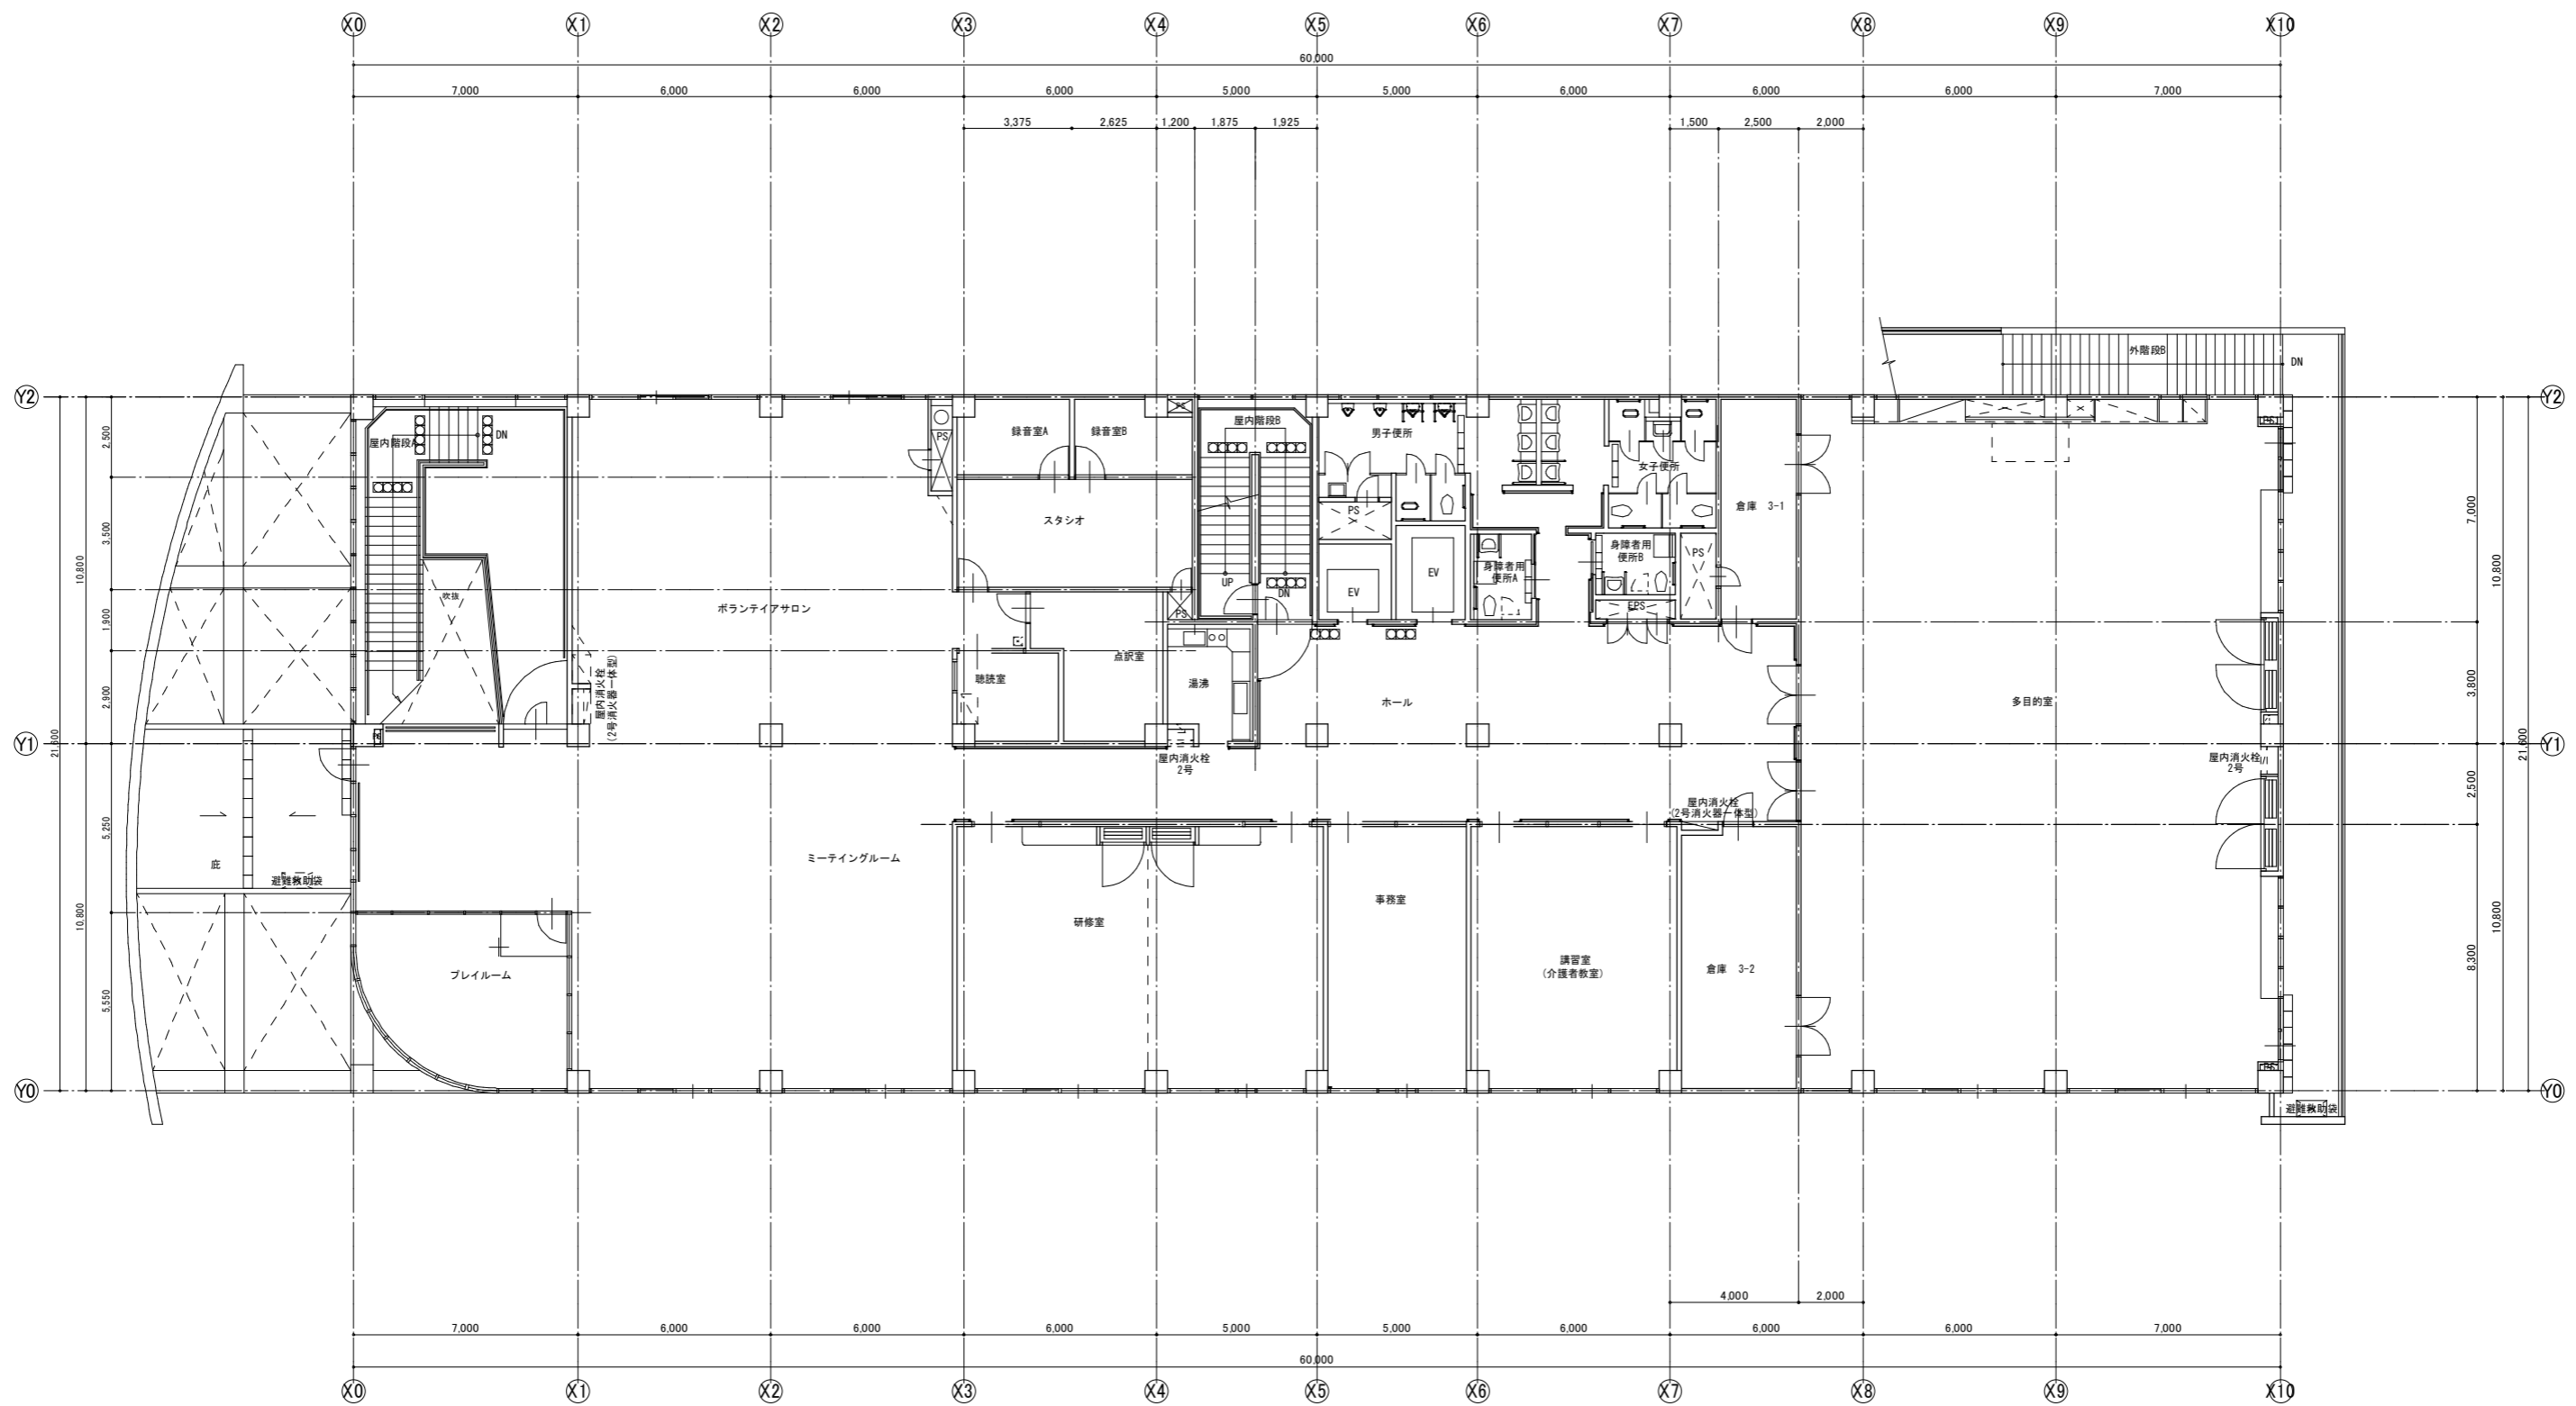 X0 X1 X2 X3 X4 X5 X6 X7 X8 X9 X10
60,000
7,000 6,000 6,000 6,000 5,000 5,000 6,000 6,000 6,000 7,000
3,375 2,625 1,200 1,875 1,925 1,500 2,500 2,000
外階段B
DN
Y2
Y2
屋内階段A
DN
PS
録音室A
録音室B
屋内階段B
男子便所
女子便所
2,500
3,500
1,900
2,900
5,250
5,550
10,800
10,800
21,600
スタジオ
PS
倉庫 3-1
7,000
3,800
2,500
8,300
10,800
10,800
21,600
吹抜
ボランテイアサロン
UP
DN
PS
EV
EV
身障者用
便所A
身障者用
便所B
PS
EPS
屋内消火栓
(2号消火器一体型)
聴読室
点訳室
湯沸
ホール
多目的室
Y1
Y1
屋内消火栓
2号
屋内消火栓
2号
屋内消火栓
(2号消火器一体型)
庇
避難救助袋
ミーテイングルーム
研修室
事務室
講習室
(介護者教室)
倉庫 3-2
プレイルーム
Y0
Y0
避難救助袋
4,000 2,000
7,000 6,000 6,000 6,000 5,000 5,000 6,000 6,000 6,000 7,000
60,000
X0 X1 X2 X3 X4 X5 X6 X7 X8 X9 X10